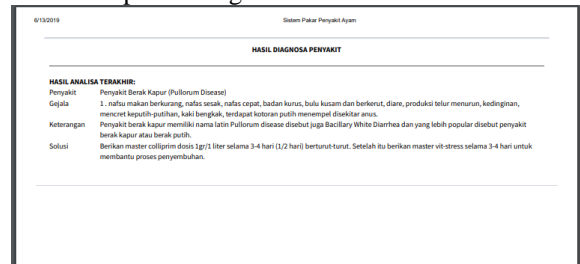 6/13/2019 Sistem Pakar Penyakit Ayam
HASIL DIAGNOSA PENYAKIT
HASIL ANALISA TERAKHIR:
Penyakit Penyakit Berak Kapur (Pullorum Disease)
Gejala 1 . nafsu makan berkurang, nafas sesak, nafas cepat, badan kurus, bulu kusam dan berkerut, diare, produksi telur menurun, kedinginan,
mencret keputih-putihan, kaki bengkak, terdapat kotoran putih menempel disekitar anus.
Keterangan Penyakit berak kapur memiliki nama latin Pullorum disease disebut juga Bacillary White Diarrhea dan yang lebih popular disebut penyakit
berak kapur atau berak putih.
Solusi Berikan master colliprim dosis 1gr/1 liter selama 3-4 hari (1/2 hari) berturut-turut. Setelah itu berikan master vit-stress selama 3-4 hari untuk
membantu proses penyembuhan.